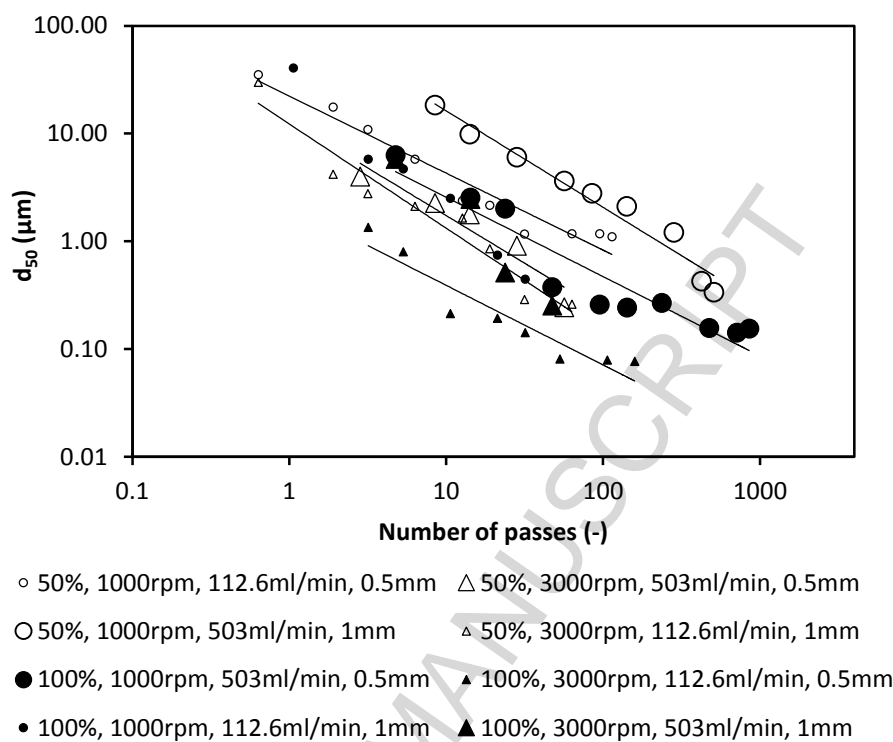 100.00
10.00
1.00
0.10
0.01
d₅₀ (µm)
0.1 1 10 100 1000
Number of passes (-)
MANUSCRIPT
50%, 1000rpm, 112.6ml/min, 0.5mm
50%, 3000rpm, 503ml/min, 0.5mm
50%, 1000rpm, 503ml/min, 1mm
50%, 3000rpm, 112.6ml/min, 1mm
100%, 1000rpm, 503ml/min, 0.5mm
100%, 3000rpm, 112.6ml/min, 0.5mm
100%, 1000rpm, 112.6ml/min, 1mm
100%, 3000rpm, 503ml/min, 1mm